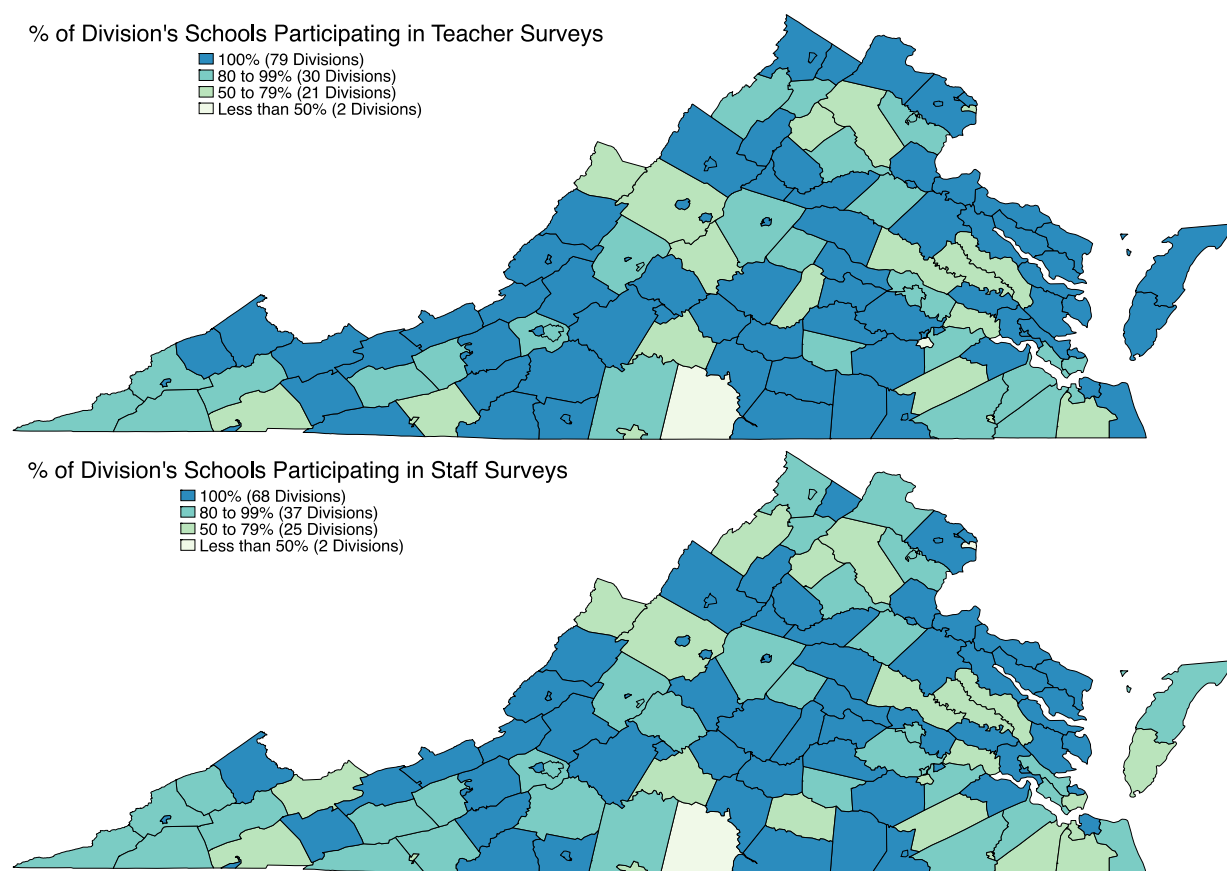 % of Division's Schools Participating in Teacher Surveys
100% (79 Divisions)
80 to 99% (30 Divisions)
50 to 79% (21 Divisions)
Less than 50% (2 Divisions)
% of Division's Schools Participating in Staff Surveys
100% (68 Divisions)
80 to 99% (37 Divisions)
50 to 79% (25 Divisions)
Less than 50% (2 Divisions)